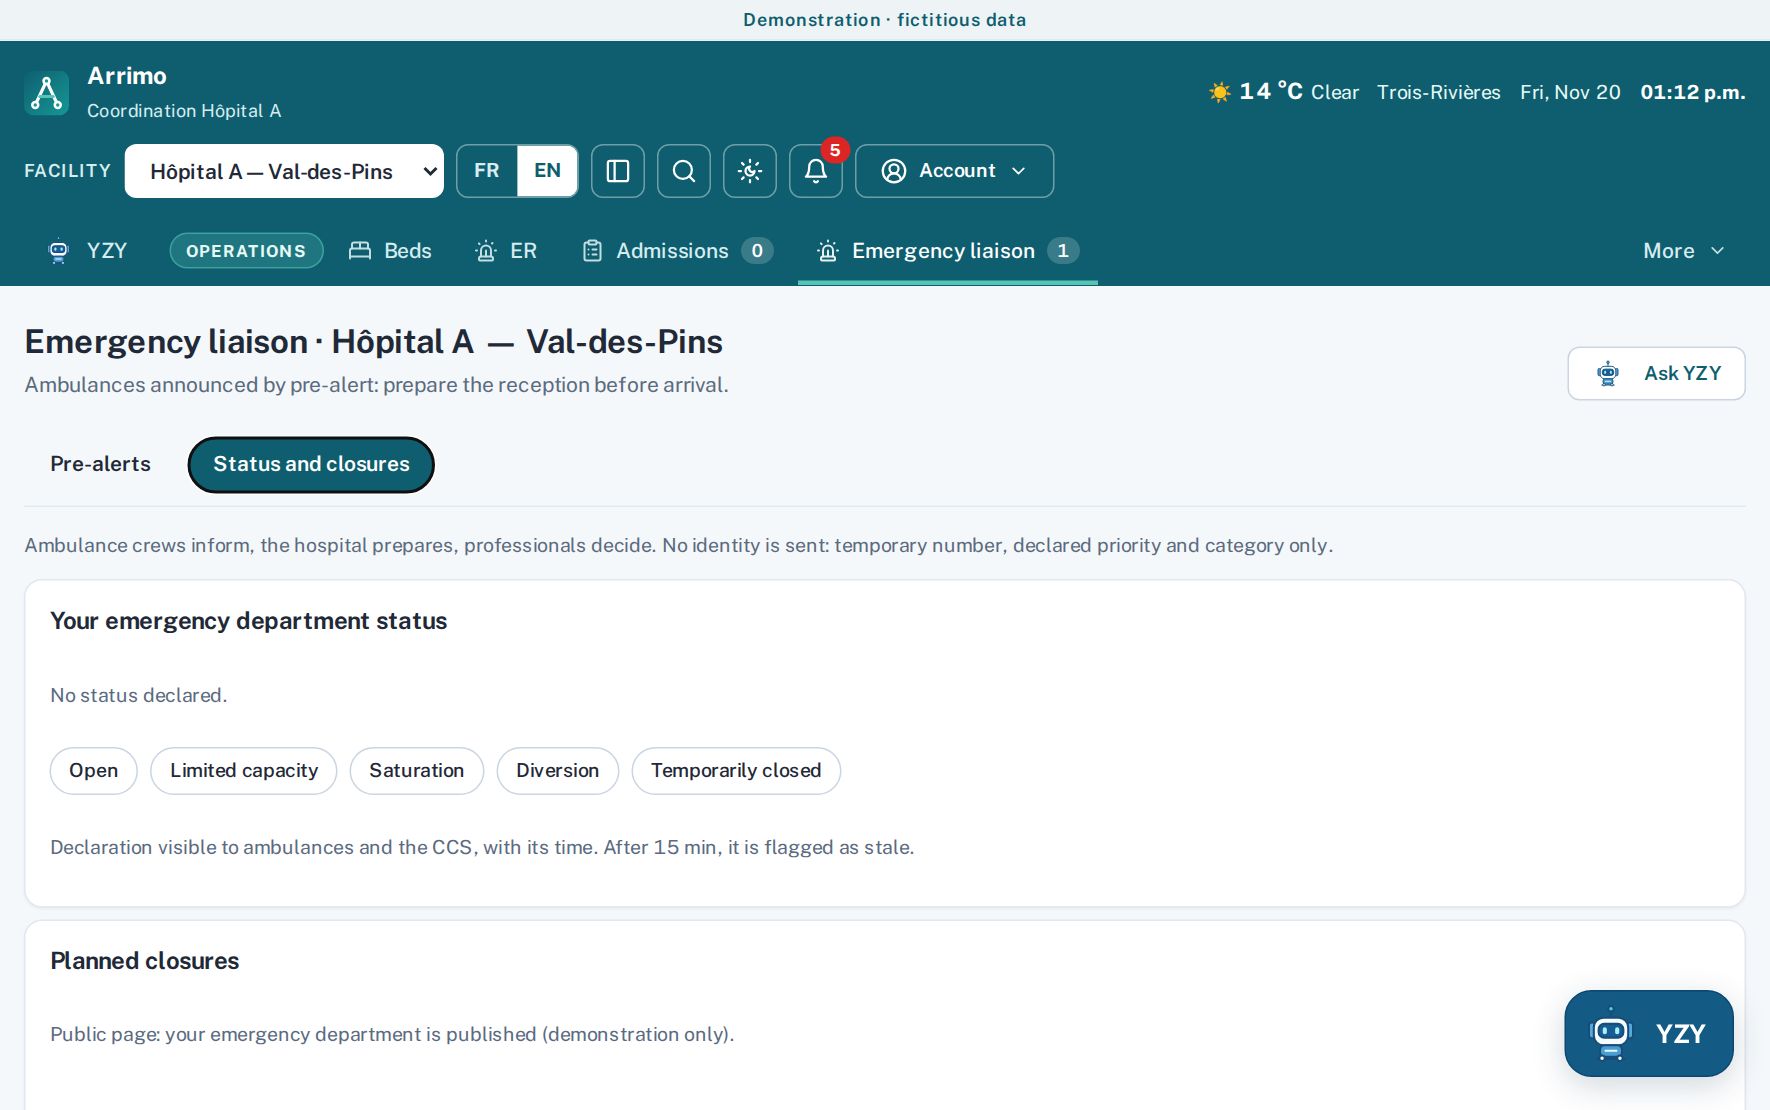 Demonstration · fictitious data
Arrimo
Coordination Hôpital A
☀️ 14 °C Clear Trois-Rivières Fri, Nov 20 01:12 p.m.
FACILITY Hôpital A — Val-des-Pins FR EN 5 Account
YZY OPERATIONS Beds ER Admissions 0 Emergency liaison 1 More
Emergency liaison · Hôpital A — Val-des-Pins
Ambulances announced by pre-alert: prepare the reception before arrival.
Ask YZY
Pre-alerts Status and closures
Ambulance crews inform, the hospital prepares, professionals decide. No identity is sent: temporary number, declared priority and category only.
Your emergency department status
No status declared.
Open Limited capacity Saturation Diversion Temporarily closed
Declaration visible to ambulances and the CCS, with its time. After 15 min, it is flagged as stale.
Planned closures
Public page: your emergency department is published (demonstration only).
YZY